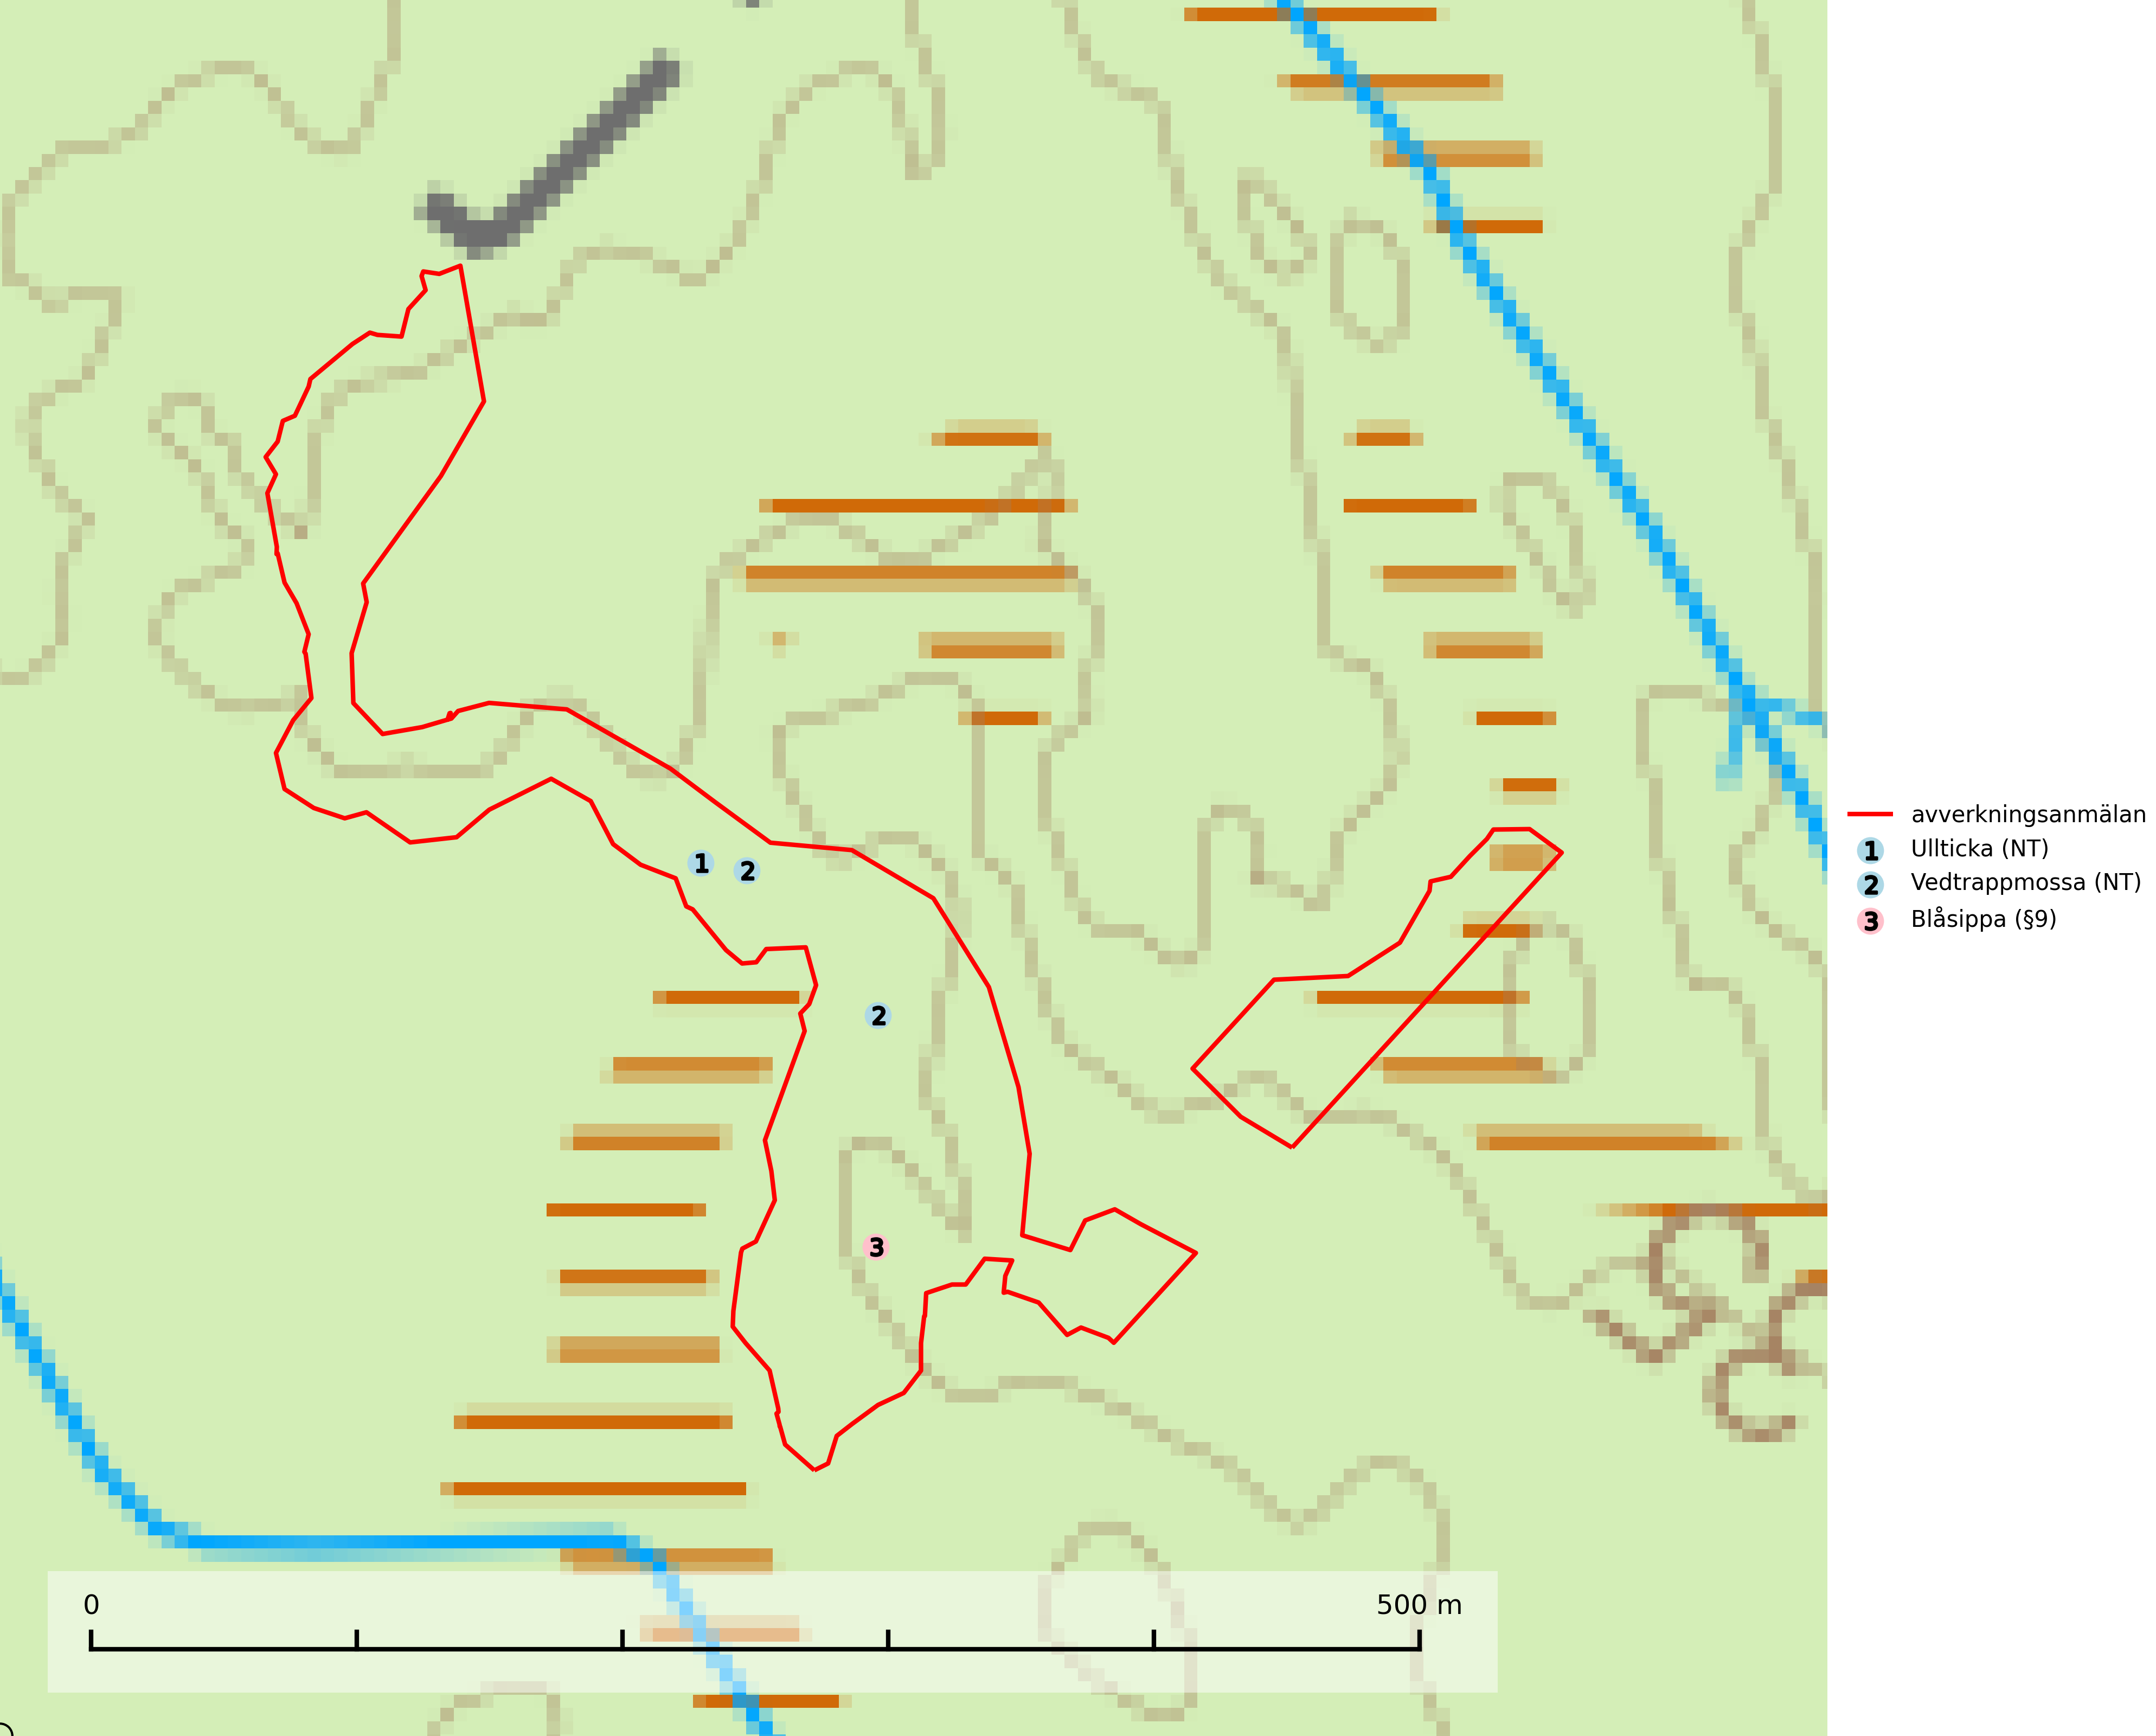 1
2
2
3
0
500 m
avverkningsanmälan
1 Ullticka (NT)
2 Vedtrappmossa (NT)
3 Blåsippa (§9)